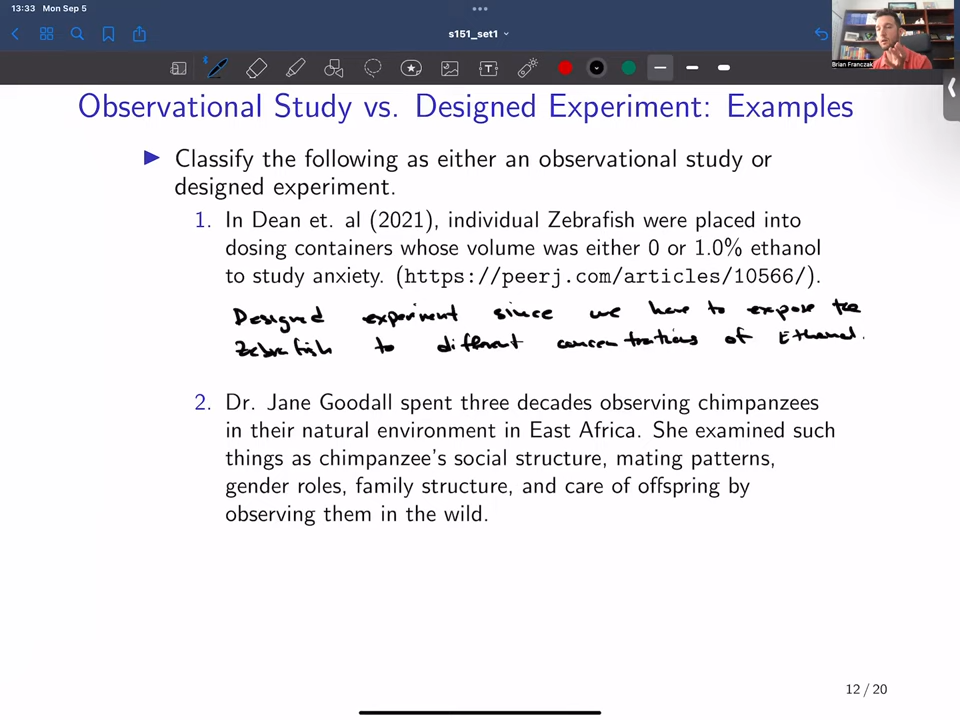 13:33 Mon Sep 5
s151_set1
Brian Franczak
Observational Study vs. Designed Experiment: Examples
Classify the following as either an observational study or
designed experiment.
1. In Dean et. al (2021), individual Zebrafish were placed into
dosing containers whose volume was either 0 or 1.0% ethanol
to study anxiety. (https://peerj.com/articles/10566/).
Designed experiment since we have to expose the
Zebrafish to different concentrations of Ethanol.
2. Dr. Jane Goodall spent three decades observing chimpanzees
in their natural environment in East Africa. She examined such
things as chimpanzee's social structure, mating patterns,
gender roles, family structure, and care of offspring by
observing them in the wild.
12 / 20